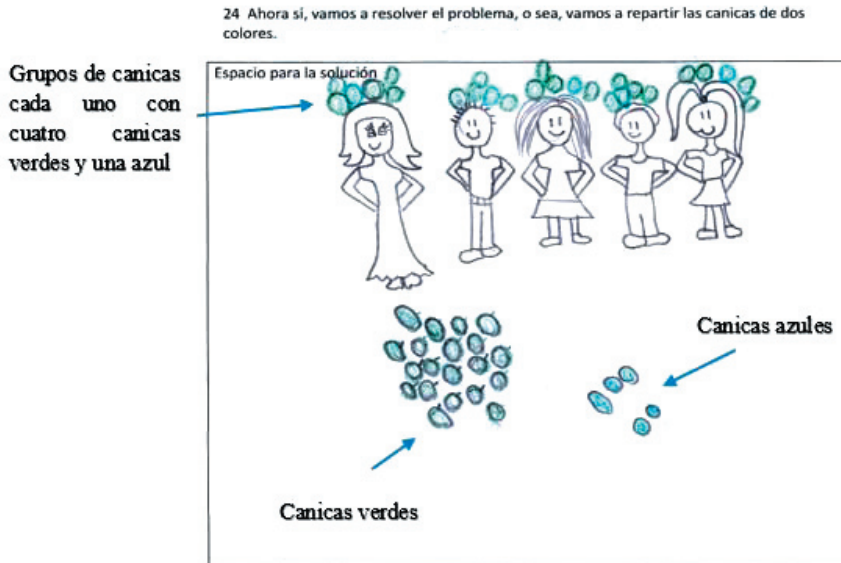 24 Ahora si, vamos a resolver el problema, o sea, vamos a repartir las canicas de dos
colores.
Espacio para la solución
Grupos de canicas
cada uno con
cuatro canicas
verdes y una azul
Canicas azules
Canicas verdes